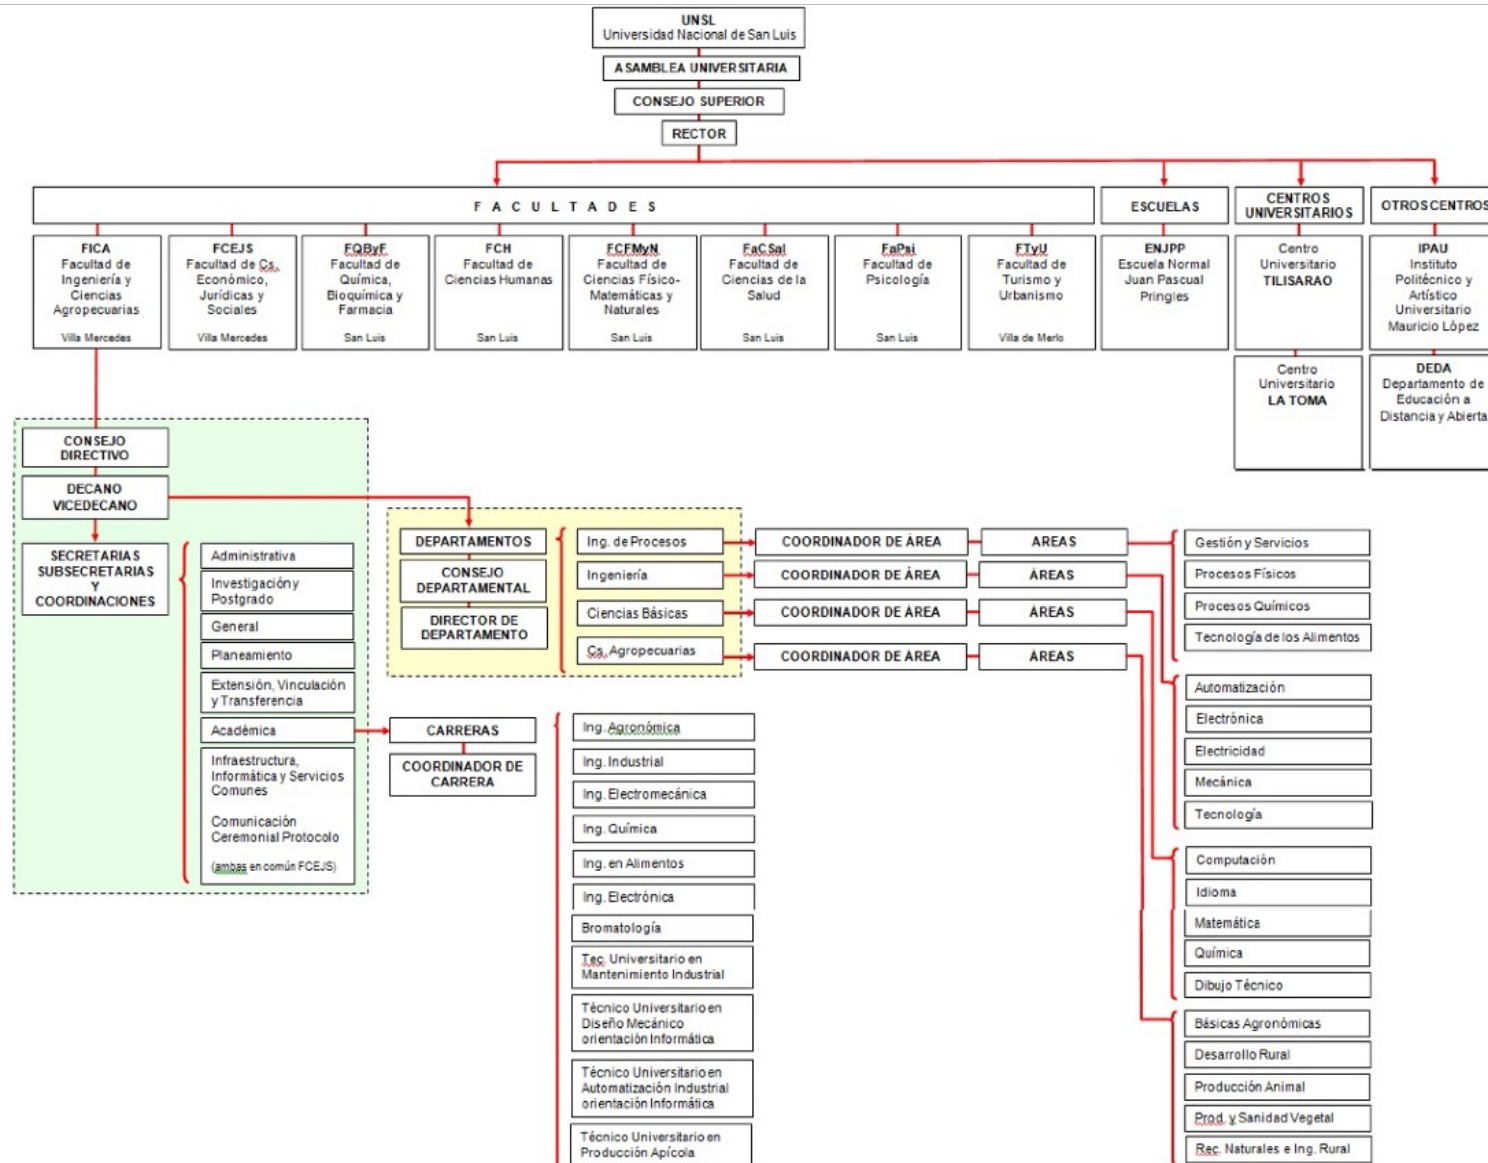 UNSL
Universidad Nacional de San Luis
ASAMBLEA UNIVERSITARIA
CONSEJO SUPERIOR
RECTOR
F A C U L T A D E S
ESCUELAS
CENTROS
UNIVERSITARIOS
OTROS CENTROS
FICA
Facultad de
Ingeniería y
Ciencias
Agropecuarias
Villa Mercedes
FCEJS
Facultad de Cs.
Económico,
Jurídicas y
Sociales
Villa Mercedes
FQByF
Facultad de
Química,
Bioquímica y
Farmacia
San Luis
FCH
Facultad de
Ciencias Humanas
San Luis
FCFMyN
Facultad de
Ciencias Físico-
Matemáticas y
Naturales
San Luis
FaCSal
Facultad de
Ciencias de la
Salud
San Luis
FaPsi
Facultad de
Psicología
San Luis
FTyU
Facultad de
Turismo y
Urbanismo
Villa de Merlo
ENJPP
Escuela Normal
Juan Pascual
Pringles
Centro
Universitario
TILISARAO
IPAU
Instituto
Politécnico y
Artístico
Universitario
Mauricio López
Centro
Universitario
LA TOMA
DEDA
Departamento de
Educación a
Distancia y Abierta
CONSEJO
DIRECTIVO
DECANO
VICEDECANO
SECRETARIAS
SUBSECRETARIAS
Y
COORDINACIONES
Administrativa
Investigación y
Postgrado
General
Planeamiento
Extensión, Vinculación
y Transferencia
Académica
Infraestructura,
Informática y Servicios
Comunes
Comunicación
Ceremonial Protocolo
(ambas en común FCEJS)
DEPARTAMENTOS
CONSEJO
DEPARTAMENTAL
DIRECTOR DE
DEPARTAMENTO
Ing. de Procesos
Ingeniería
Ciencias Básicas
Cs. Agropecuarias
COORDINADOR DE ÁREA
AREAS
COORDINADOR DE ÁREA
ÁREAS
COORDINADOR DE ÁREA
ÁREAS
COORDINADOR DE ÁREA
ÁREAS
CARRERAS
COORDINADOR DE
CARRERA
Ing. Agronómica
Ing. Industrial
Ing. Electromecánica
Ing. Química
Ing. en Alimentos
Ing. Electrónica
Bromatología
Tec. Universitario en
Mantenimiento Industrial
Técnico Universitario en
Diseño Mecánico
orientación Informática
Técnico Universitario en
Automatización Industrial
orientación Informática
Técnico Universitario en
Producción Apícola
Gestión y Servicios
Procesos Físicos
Procesos Químicos
Tecnología de los Alimentos
Automatización
Electrónica
Electricidad
Mecánica
Tecnología
Computación
Idioma
Matemática
Química
Dibujo Técnico
Básicas Agronómicas
Desarrollo Rural
Producción Animal
Prod. y Sanidad Vegetal
Rec. Naturales e Ing. Rural